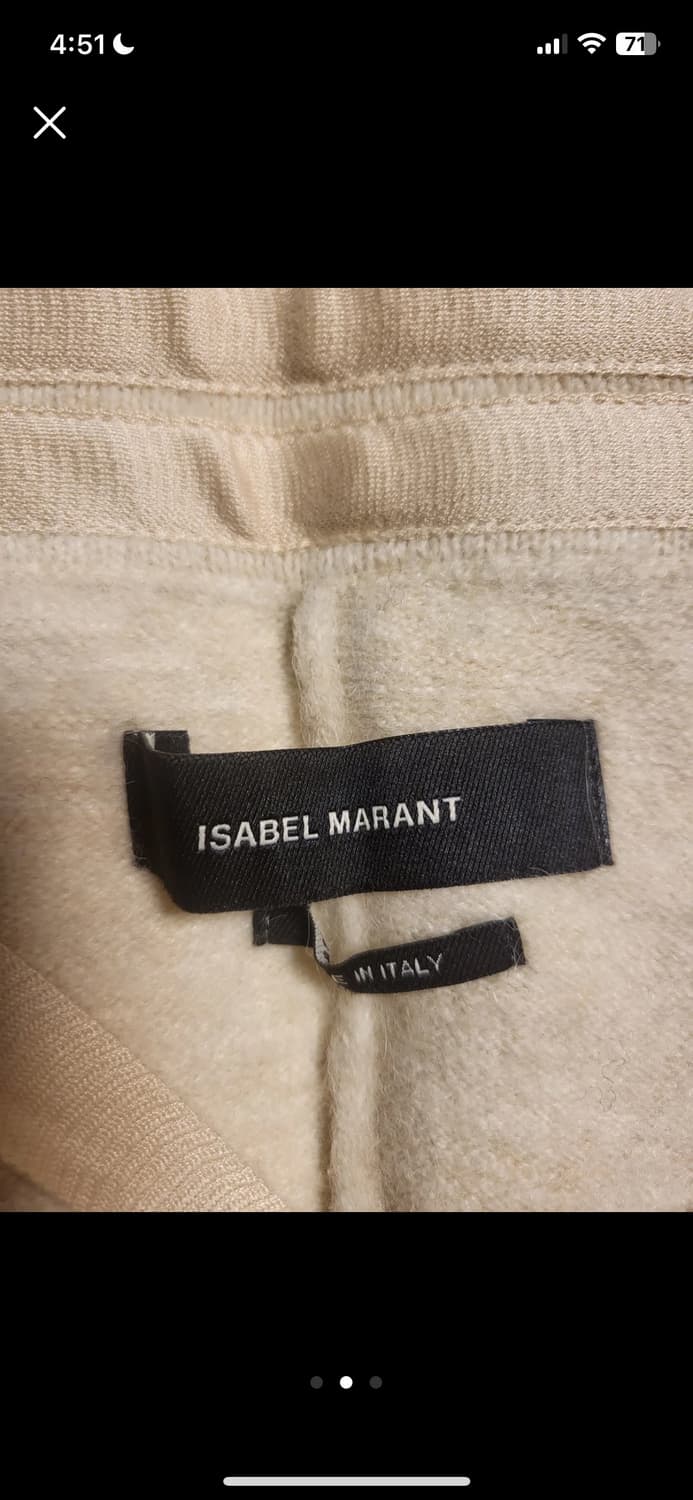 4:51
71
ISABEL MARANT
E IN ITALY